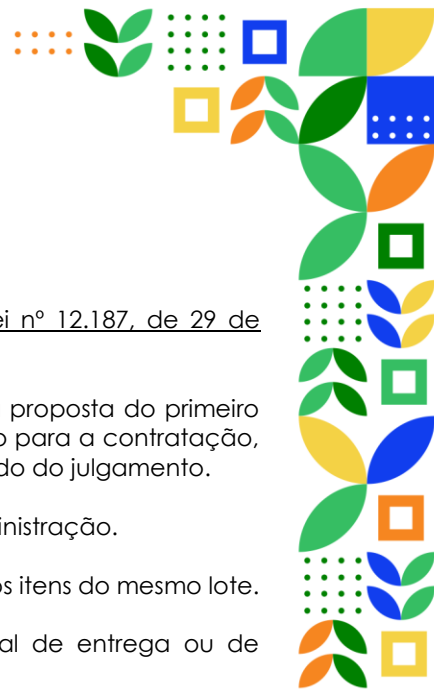 ei nº 12.187, de 29 de
proposta do primeiro
o para a contratação,
do do julgamento.
inistração.
os itens do mesmo lote.
al de entrega ou de